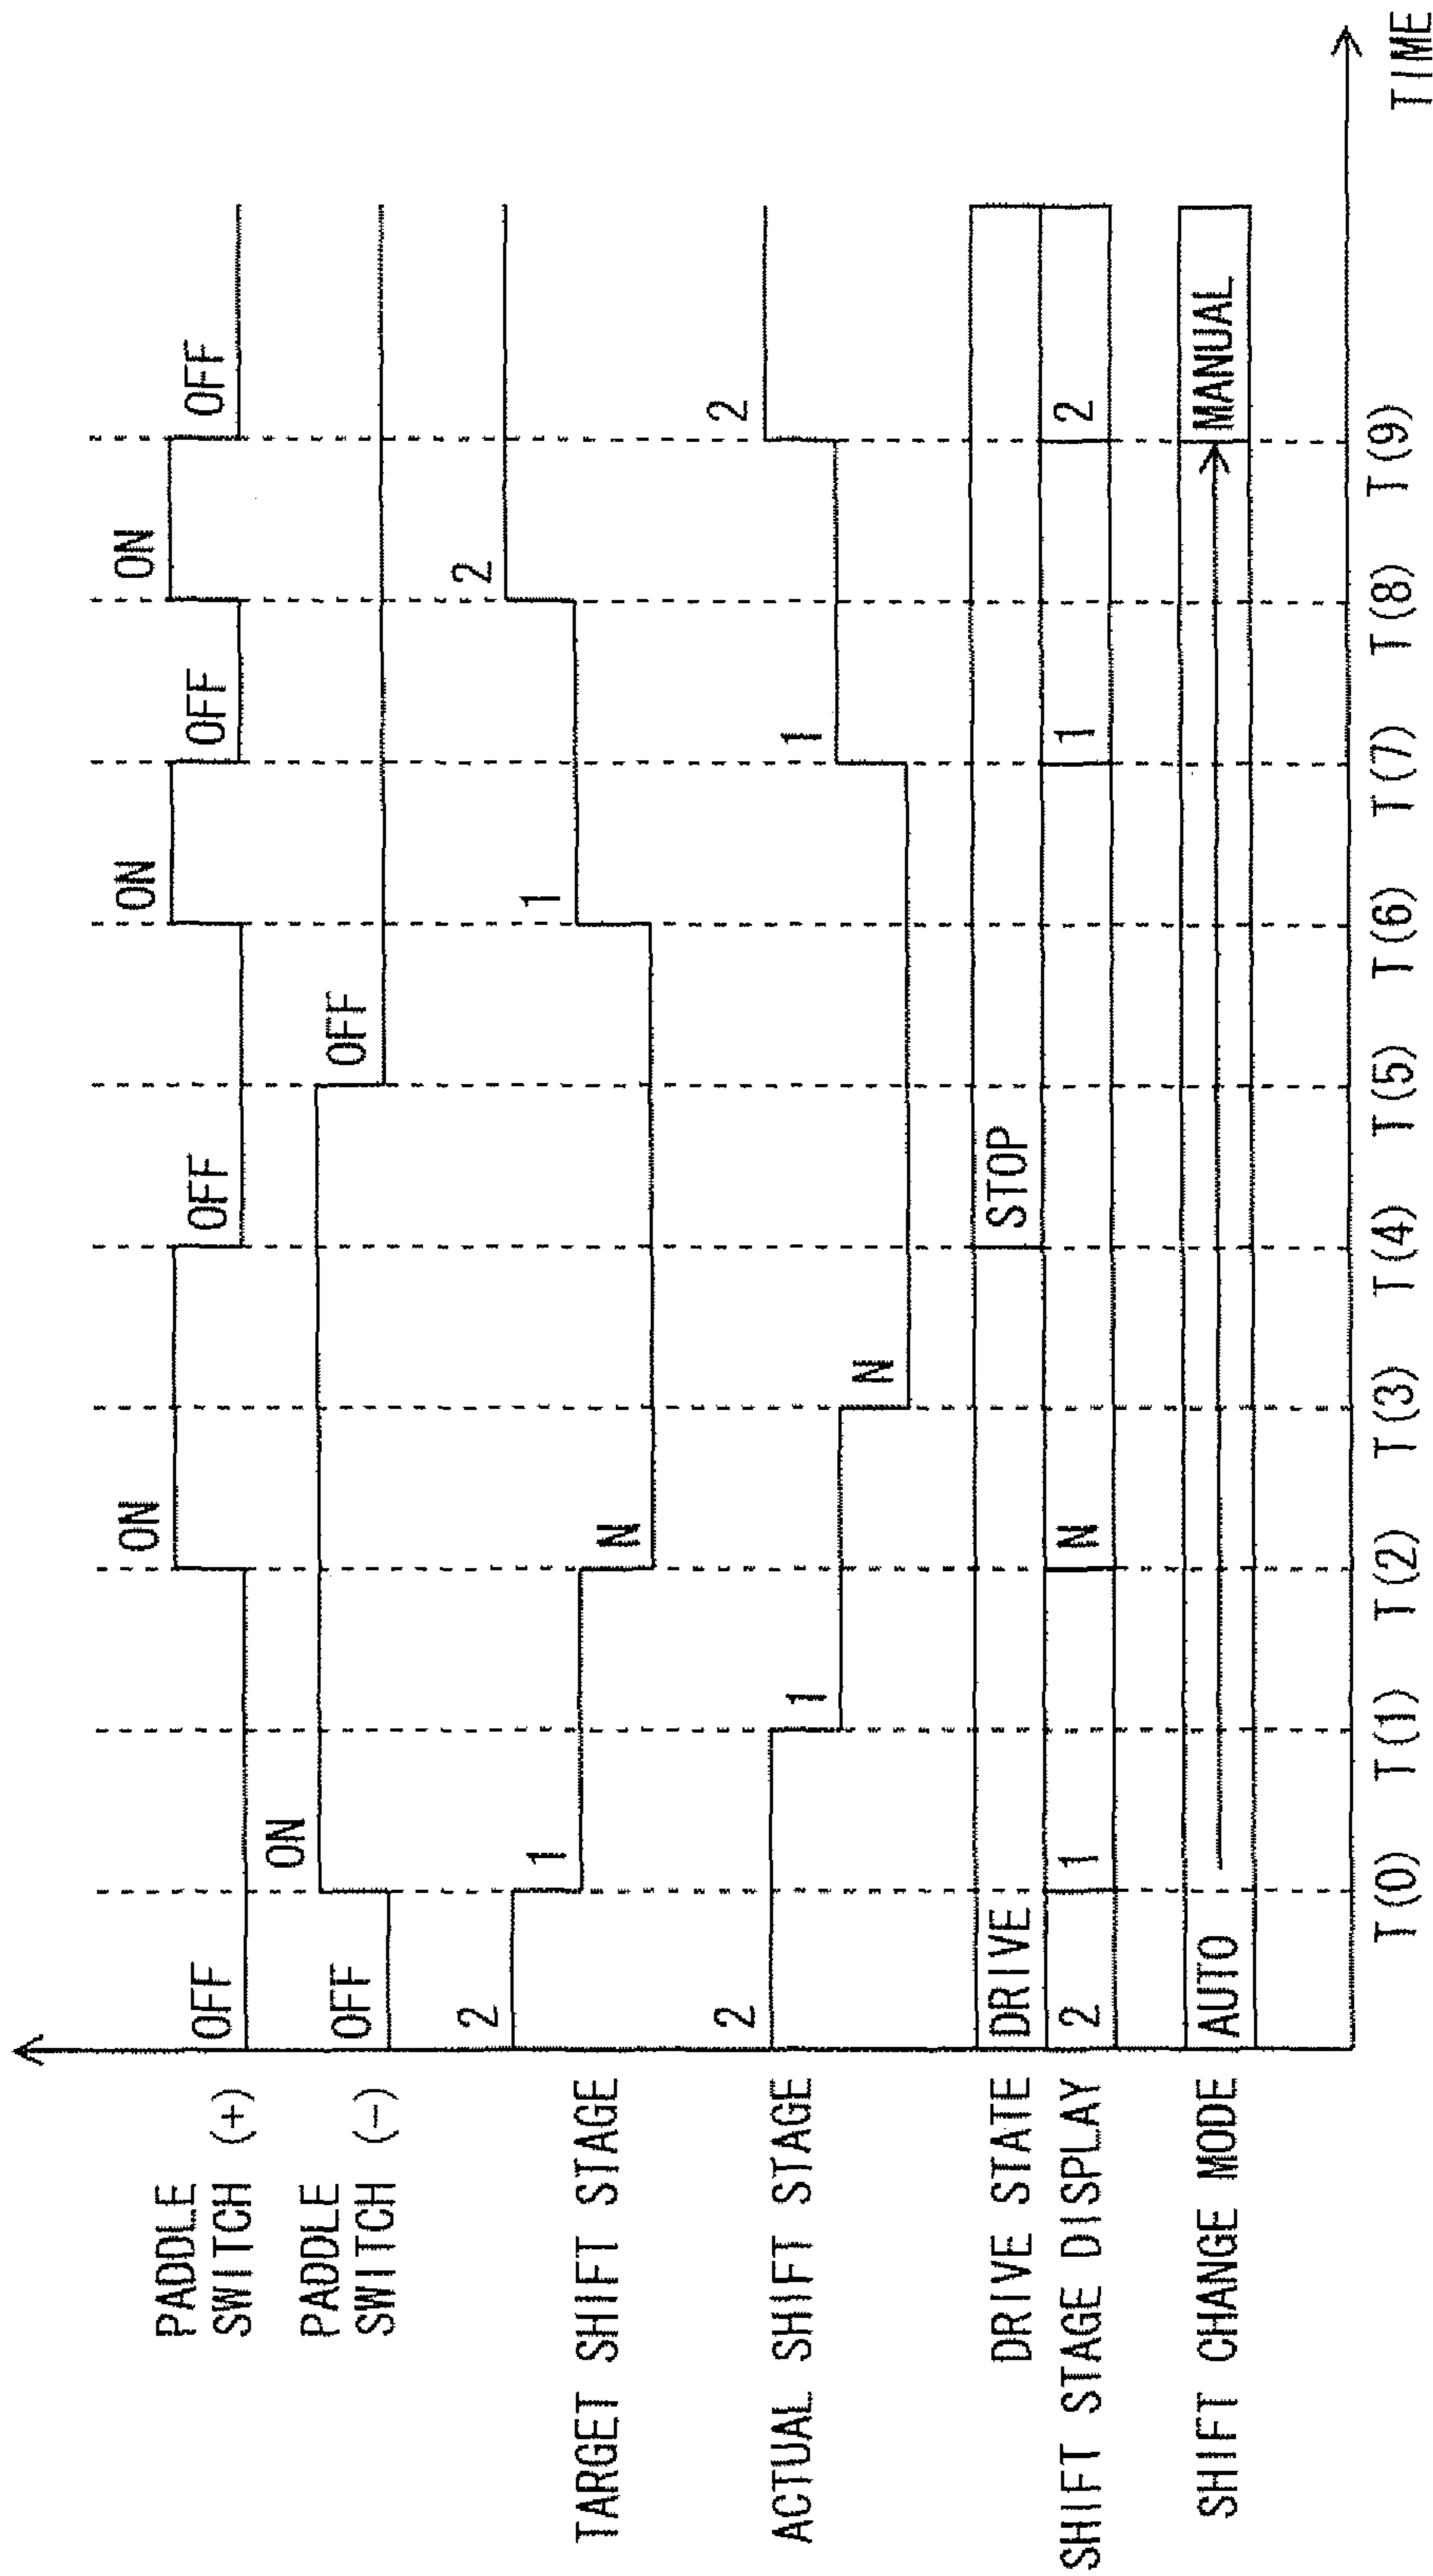 PADDLE
SWITCH (+)
OFF
ON
OFF
ON
OFF
ON
OFF
PADDLE
SWITCH (-)
OFF
ON
OFF
TARGET SHIFT STAGE
2
1
N
1
2
ACTUAL SHIFT STAGE
2
1
N
1
2
DRIVE STATE
DRIVE
STOP
SHIFT STAGE DISPLAY
2
1
N
1
2
SHIFT CHANGE MODE
AUTO
MANUAL
T(0)
T(1)
T(2)
T(3)
T(4)
T(5)
T(6)
T(7)
T(8)
T(9)
TIME